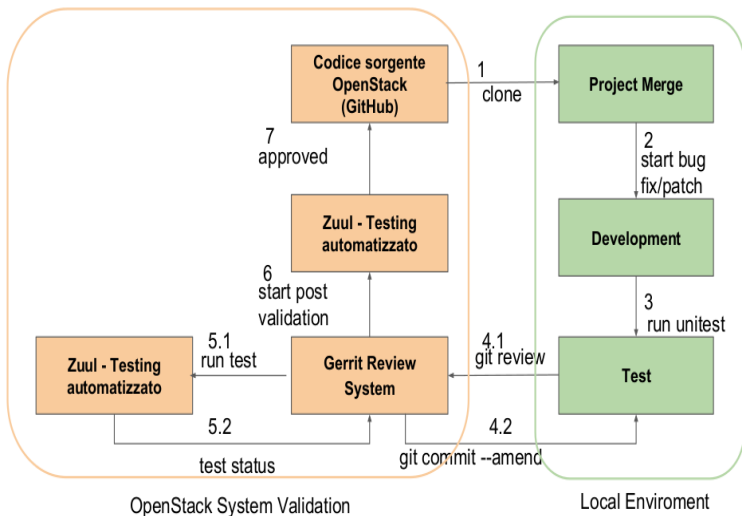 Codice sorgente
OpenStack
(GitHub)
1
clone
Project Merge
7
approved
2
start bug
fix/patch
Zuul - Testing
automatizzato
Development
6
start post
validation
3
run unitest
Zuul - Testing
automatizzato
5.1
run test
Gerrit Review
System
4.1
git review
Test
5.2
test status
4.2
git commit --amend
OpenStack System Validation
Local Enviroment